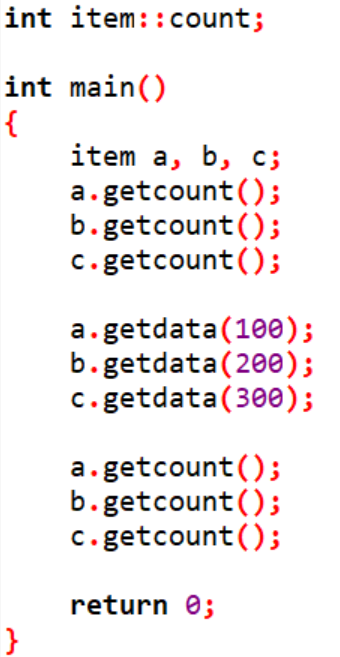 int item::count;
int main()
{
item a, b, c;
a.getcount();
b.getcount();
c.getcount();
a.getdata(100);
b.getdata(200);
c.getdata(300);
a.getcount();
b.getcount();
c.getcount();
return 0;
}